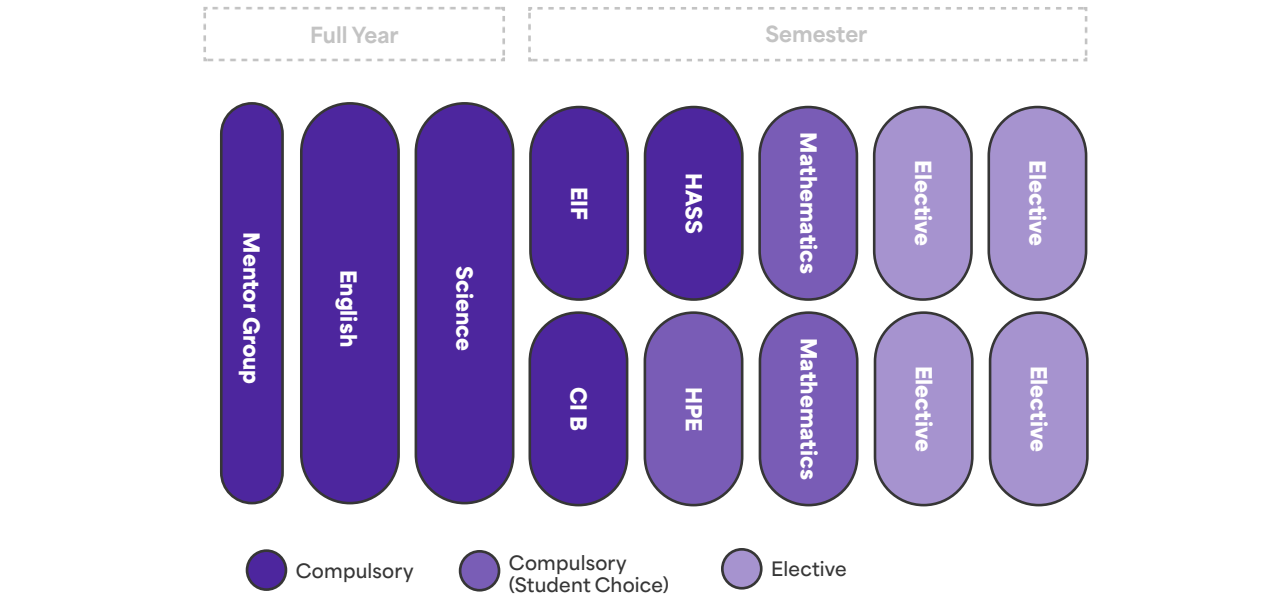 Full Year
Semester
Mentor Group
English
Science
EIF
HASS
Mathematics
Elective
Elective
CI B
HPE
Mathematics
Elective
Elective
Compulsory
Compulsory
(Student Choice)
Elective